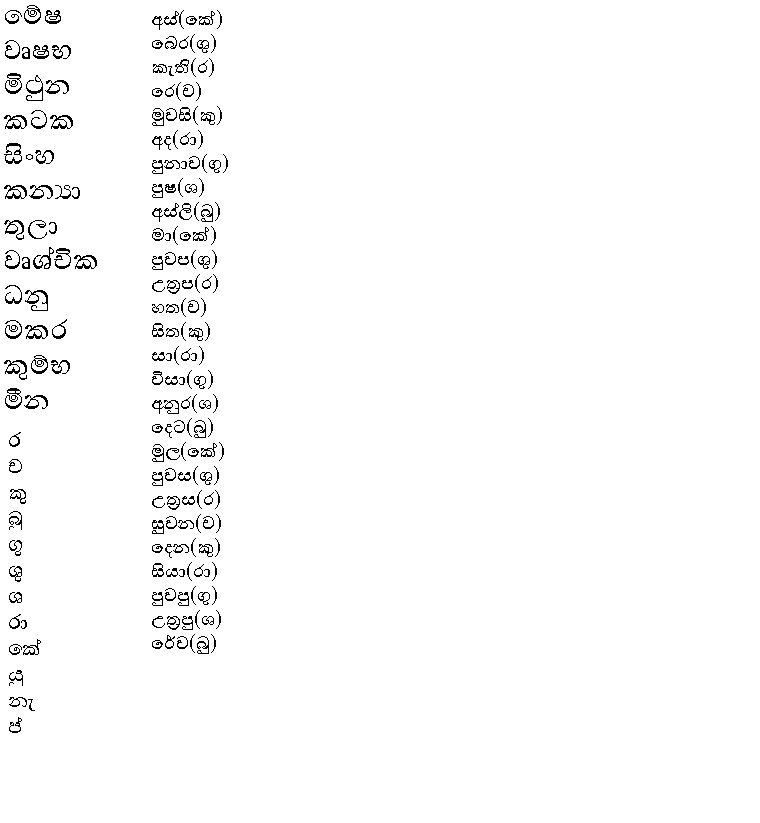 මේෂ
වෘෂභ
මිථුන
කටක
සිංහ
කන්‍යා
තුලා
වෘශ්චික
ධනු
මකර
කුම්භ
මීන
ර
ච
කු
බු
ගු
ශු
ශ
රා
කේ
යු
නැ
ප්
අස්(කේ)
බෙර(ශු)
කැති(ර)
රෙ(ච)
මුවසි(කු)
අද(රා)
පුනාව(ගු)
පුෂ(ශ)
අස්ලි(බු)
මා(කේ)
පුවප(ශු)
උත්‍රප(ර)
හත(ච)
සිත(කු)
සා(රා)
විසා(ගු)
අනුර(ශ)
දෙට(බු)
මුල(කේ)
පුවස(ශු)
උත්‍රස(ර)
සුවන(ච)
දෙන(කු)
සියා(රා)
පුවපු(ගු)
උත්‍රපු(ශ)
රේව(බු)